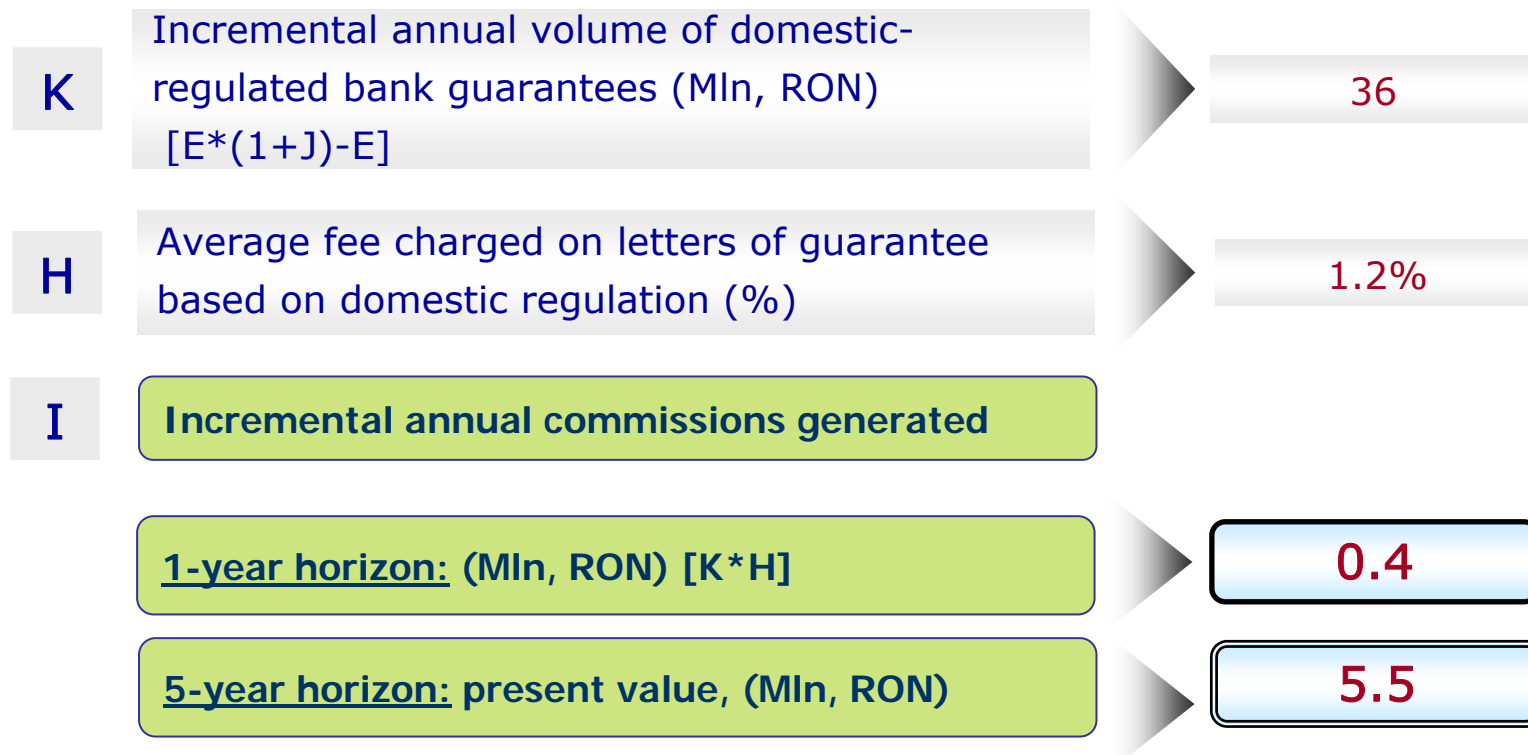 K
Incremental annual volume of domestic-
regulated bank guarantees (Mln, RON)
[E*(1+J)-E]
36
H
Average fee charged on letters of guarantee
based on domestic regulation (%)
1.2%
I
Incremental annual commissions generated
1-year horizon: (Mln, RON) [K*H]
0.4
5-year horizon: present value, (Mln, RON)
5.5